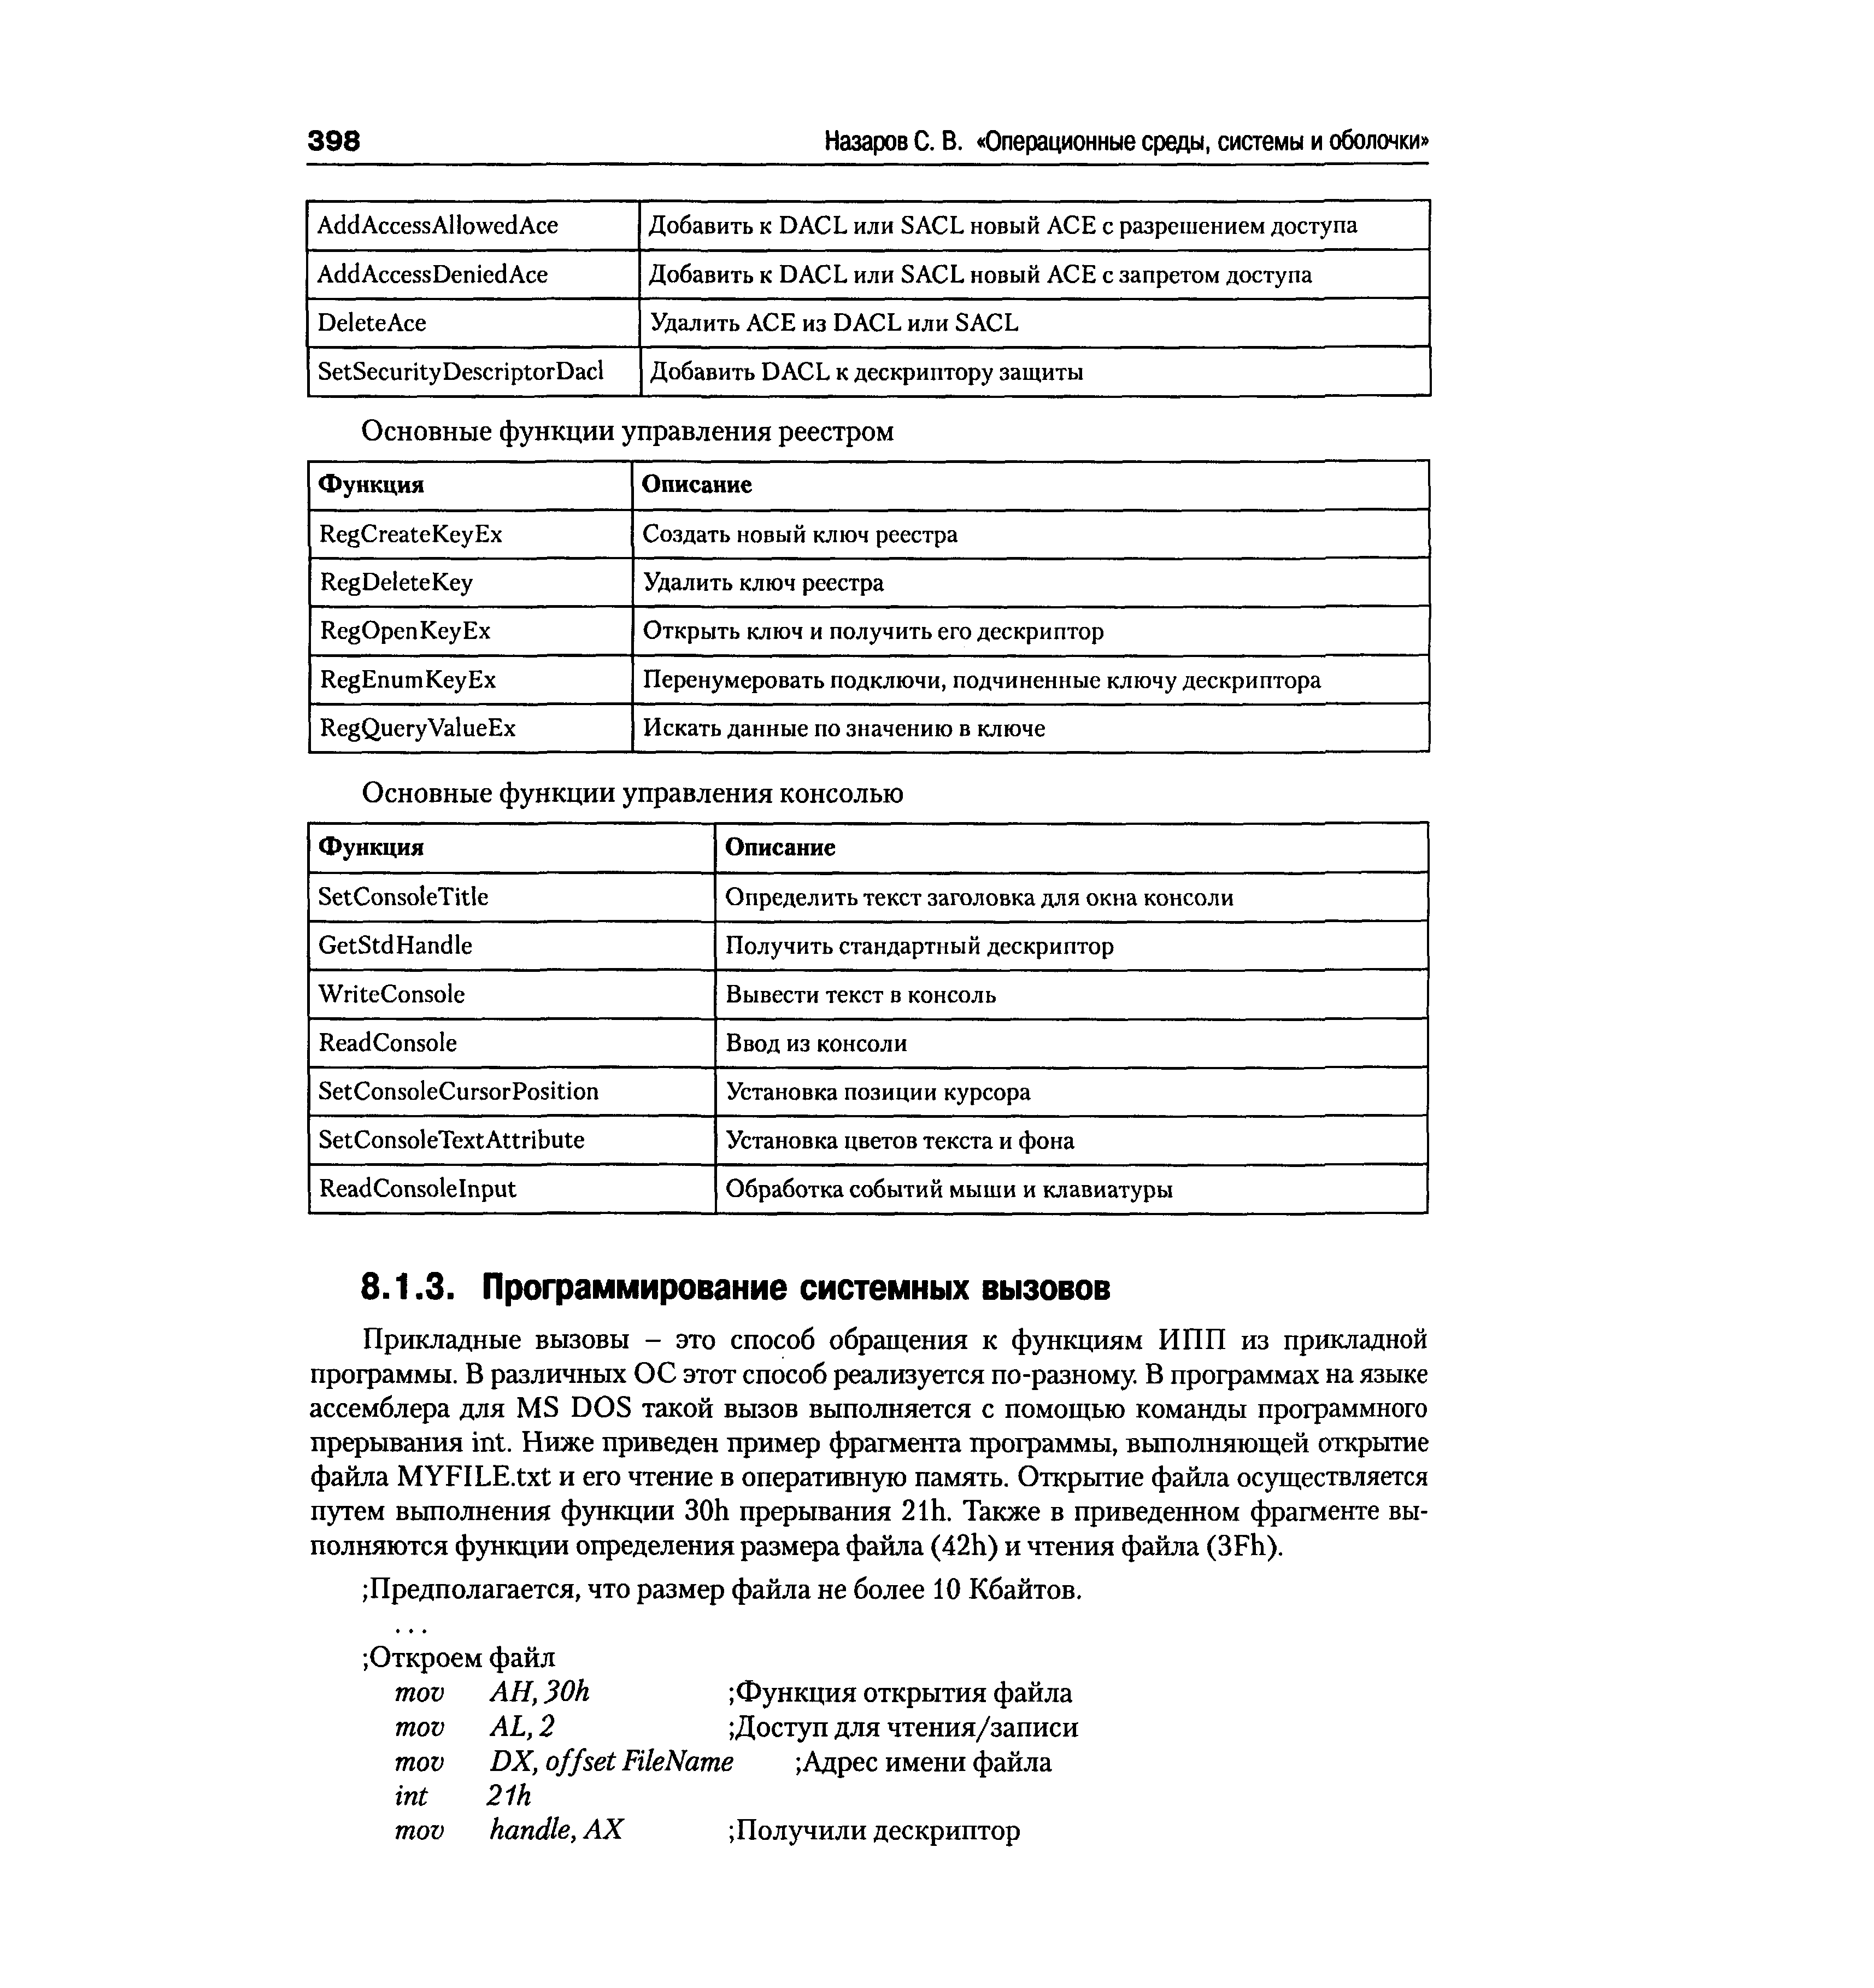 398 Назаров С. В. «Операционные среды, системы и оболочки»
AddAccessAllowedAce Добавить к DACL или SACL новый ACE с разрешением доступа
AddAccessDeniedAce Добавить к DACL или SACL новый ACE с запретом доступа
DeleteAce Удалить ACE из DACL или SACL
SetSecurityDescriptorDacl Добавить DACL к дескриптору защиты
Основные функции управления реестром
Функция Описание
RegCreateKeyEx Создать новый ключ реестра
RegDeleteKey Удалить ключ реестра
RegOpenKeyEx Открыть ключ и получить его дескриптор
RegEnumKeyEx Перенумеровать подключи, подчиненные ключу дескриптора
RegQueryValueEx Искать данные по значению в ключе
Основные функции управления консолью
Функция Описание
SetConsoleTitle Определить текст заголовка для окна консоли
GetStdHandle Получить стандартный дескриптор
WriteConsole Вывести текст в консоль
ReadConsole Ввод из консоли
SetConsoleCursorPosition Установка позиции курсора
SetConsoleTextAttribute Установка цветов текста и фона
ReadConsoleInput Обработка событий мыши и клавиатуры
8.1.3. Программирование системных вызовов
Прикладные вызовы – это способ обращения к функциям ИПП из прикладной
программы. В различных ОС этот способ реализуется по-разному. В программах на языке
ассемблера для MS DOS такой вызов выполняется с помощью команды программного
прерывания int. Ниже приведен пример фрагмента программы, выполняющей открытие
файла MYFILE.txt и его чтение в оперативную память. Открытие файла осуществляется
путем выполнения функции 30h прерывания 21h. Также в приведенном фрагменте вы-
полняются функции определения размера файла (42h) и чтения файла (3Fh).
;Предполагается, что размер файла не более 10 Кбайтов.
. . .
;Откроем файл
mov AH, 30h ;Функция открытия файла
mov AL, 2 ;Доступ для чтения/записи
mov DX, offset FileName ;Адрес имени файла
int 21h
mov handle, AX ;Получили дескриптор